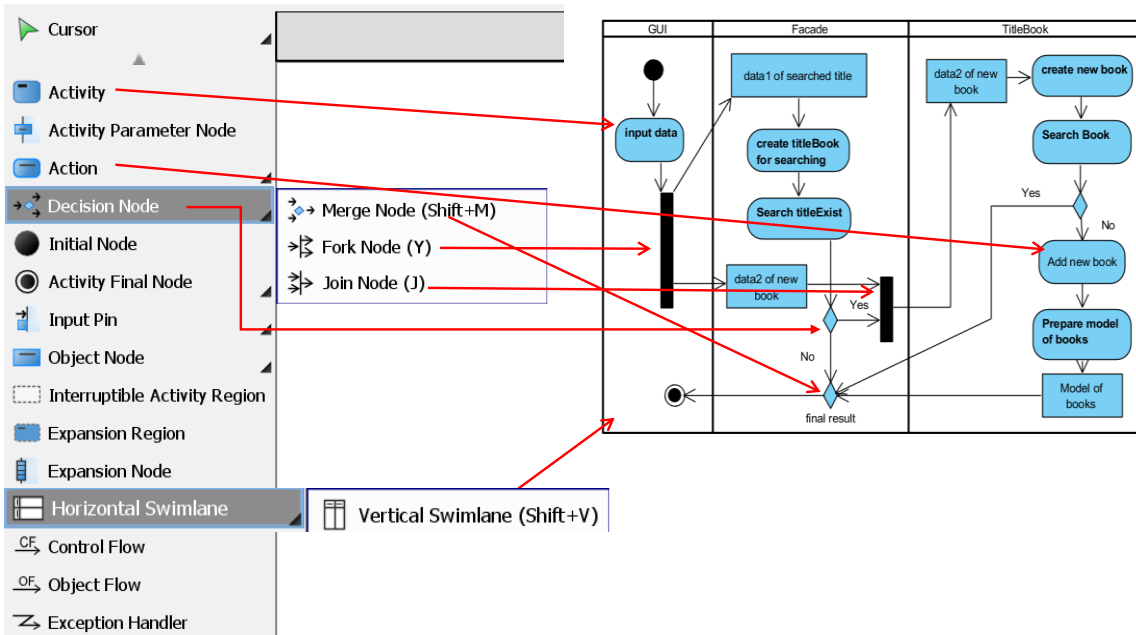 Cursor
Activity
Activity Parameter Node
Action
Decision Node
Initial Node
Activity Final Node
Input Pin
Object Node
Interruptible Activity Region
Expansion Region
Expansion Node
Horizontal Swimlane
CF
Control Flow
OF
Object Flow
Exception Handler
Merge Node (Shift+M)
Fork Node (Y)
Join Node (J)
Vertical Swimlane (Shift+V)
GUI
Facade
TitleBook
input data
data1 of searched title
create titleBook
for searching
Search titleExist
data2 of new
book
Yes
No
final result
data2 of new
book
create new book
Search Book
Yes
No
Add new book
Prepare model
of books
Model of
books